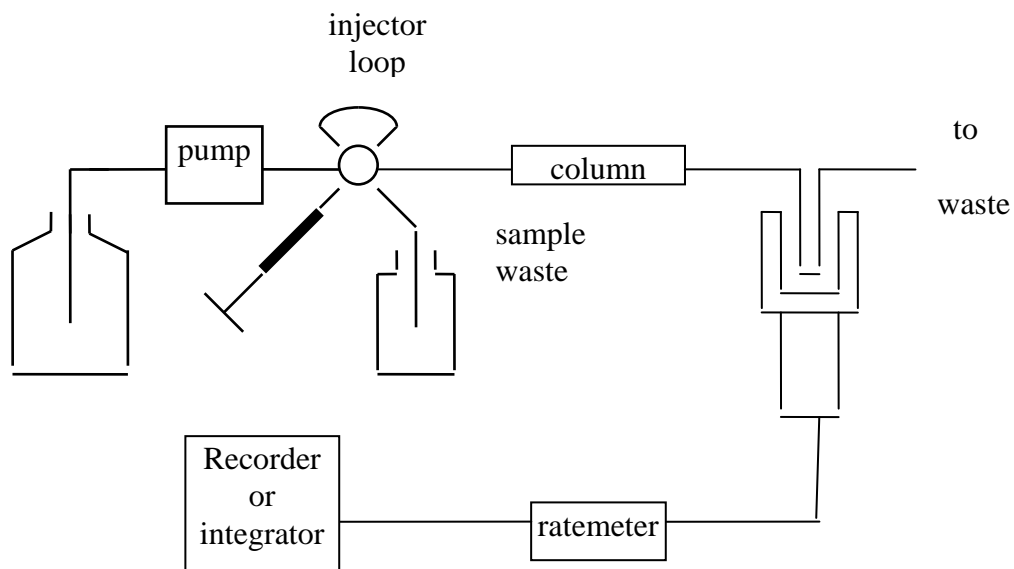 injector
loop
pump
column
to
waste
sample
waste
Recorder
or
integrator
ratemeter